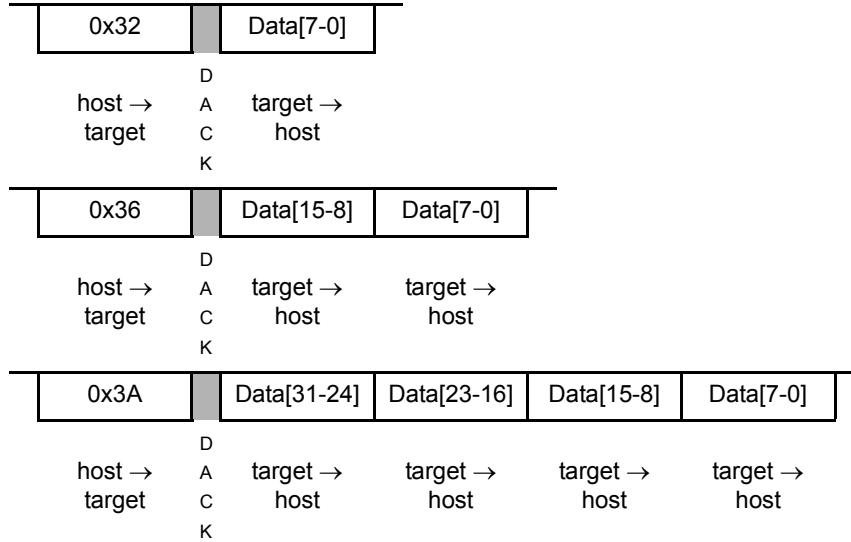 0x32 Data[7-0]
D
host → A target →
target C host
K
0x36 Data[15-8] Data[7-0]
D
host → A target → target →
target C host host
K
0x3A Data[31-24] Data[23-16] Data[15-8] Data[7-0]
D
host → A target → target → target → target →
target C host host host host
K